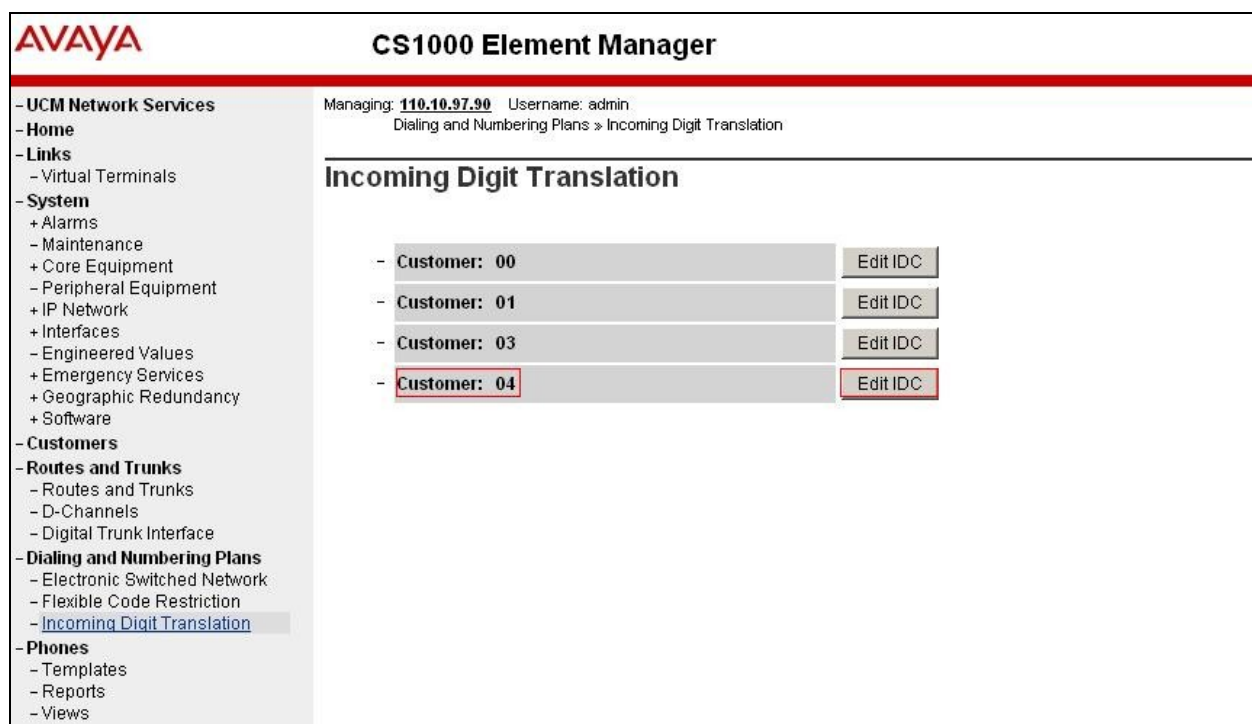 AVAYA
CS1000 Element Manager
- UCM Network Services
- Home
- Links
- Virtual Terminals
- System
+ Alarms
- Maintenance
+ Core Equipment
- Peripheral Equipment
+ IP Network
+ Interfaces
- Engineered Values
+ Emergency Services
+ Geographic Redundancy
+ Software
- Customers
- Routes and Trunks
- Routes and Trunks
- D-Channels
- Digital Trunk Interface
- Dialing and Numbering Plans
- Electronic Switched Network
- Flexible Code Restriction
- Incoming Digit Translation
- Phones
- Templates
- Reports
- Views
Managing: 110.10.97.90 Username: admin
Dialing and Numbering Plans » Incoming Digit Translation
Incoming Digit Translation
- Customer: 00 Edit IDC
- Customer: 01 Edit IDC
- Customer: 03 Edit IDC
- Customer: 04 Edit IDC